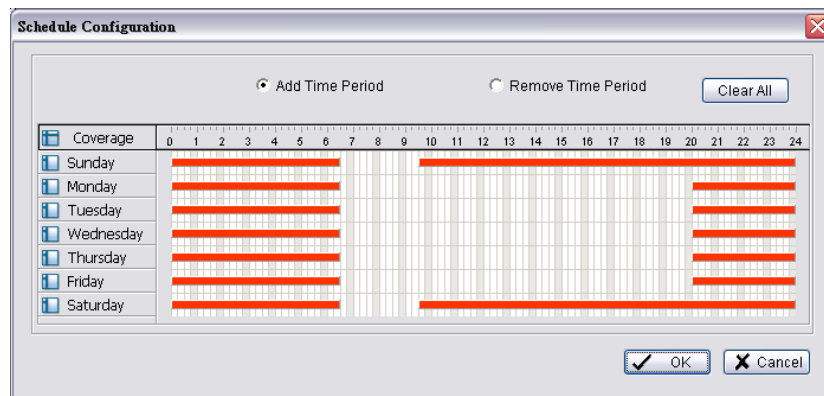 Schedule Configuration
Add Time Period Remove Time Period Clear All
Coverage 0 1 2 3 4 5 6 7 8 9 10 11 12 13 14 15 16 17 18 19 20 21 22 23 24
Sunday
Monday
Tuesday
Wednesday
Thursday
Friday
Saturday
OK Cancel